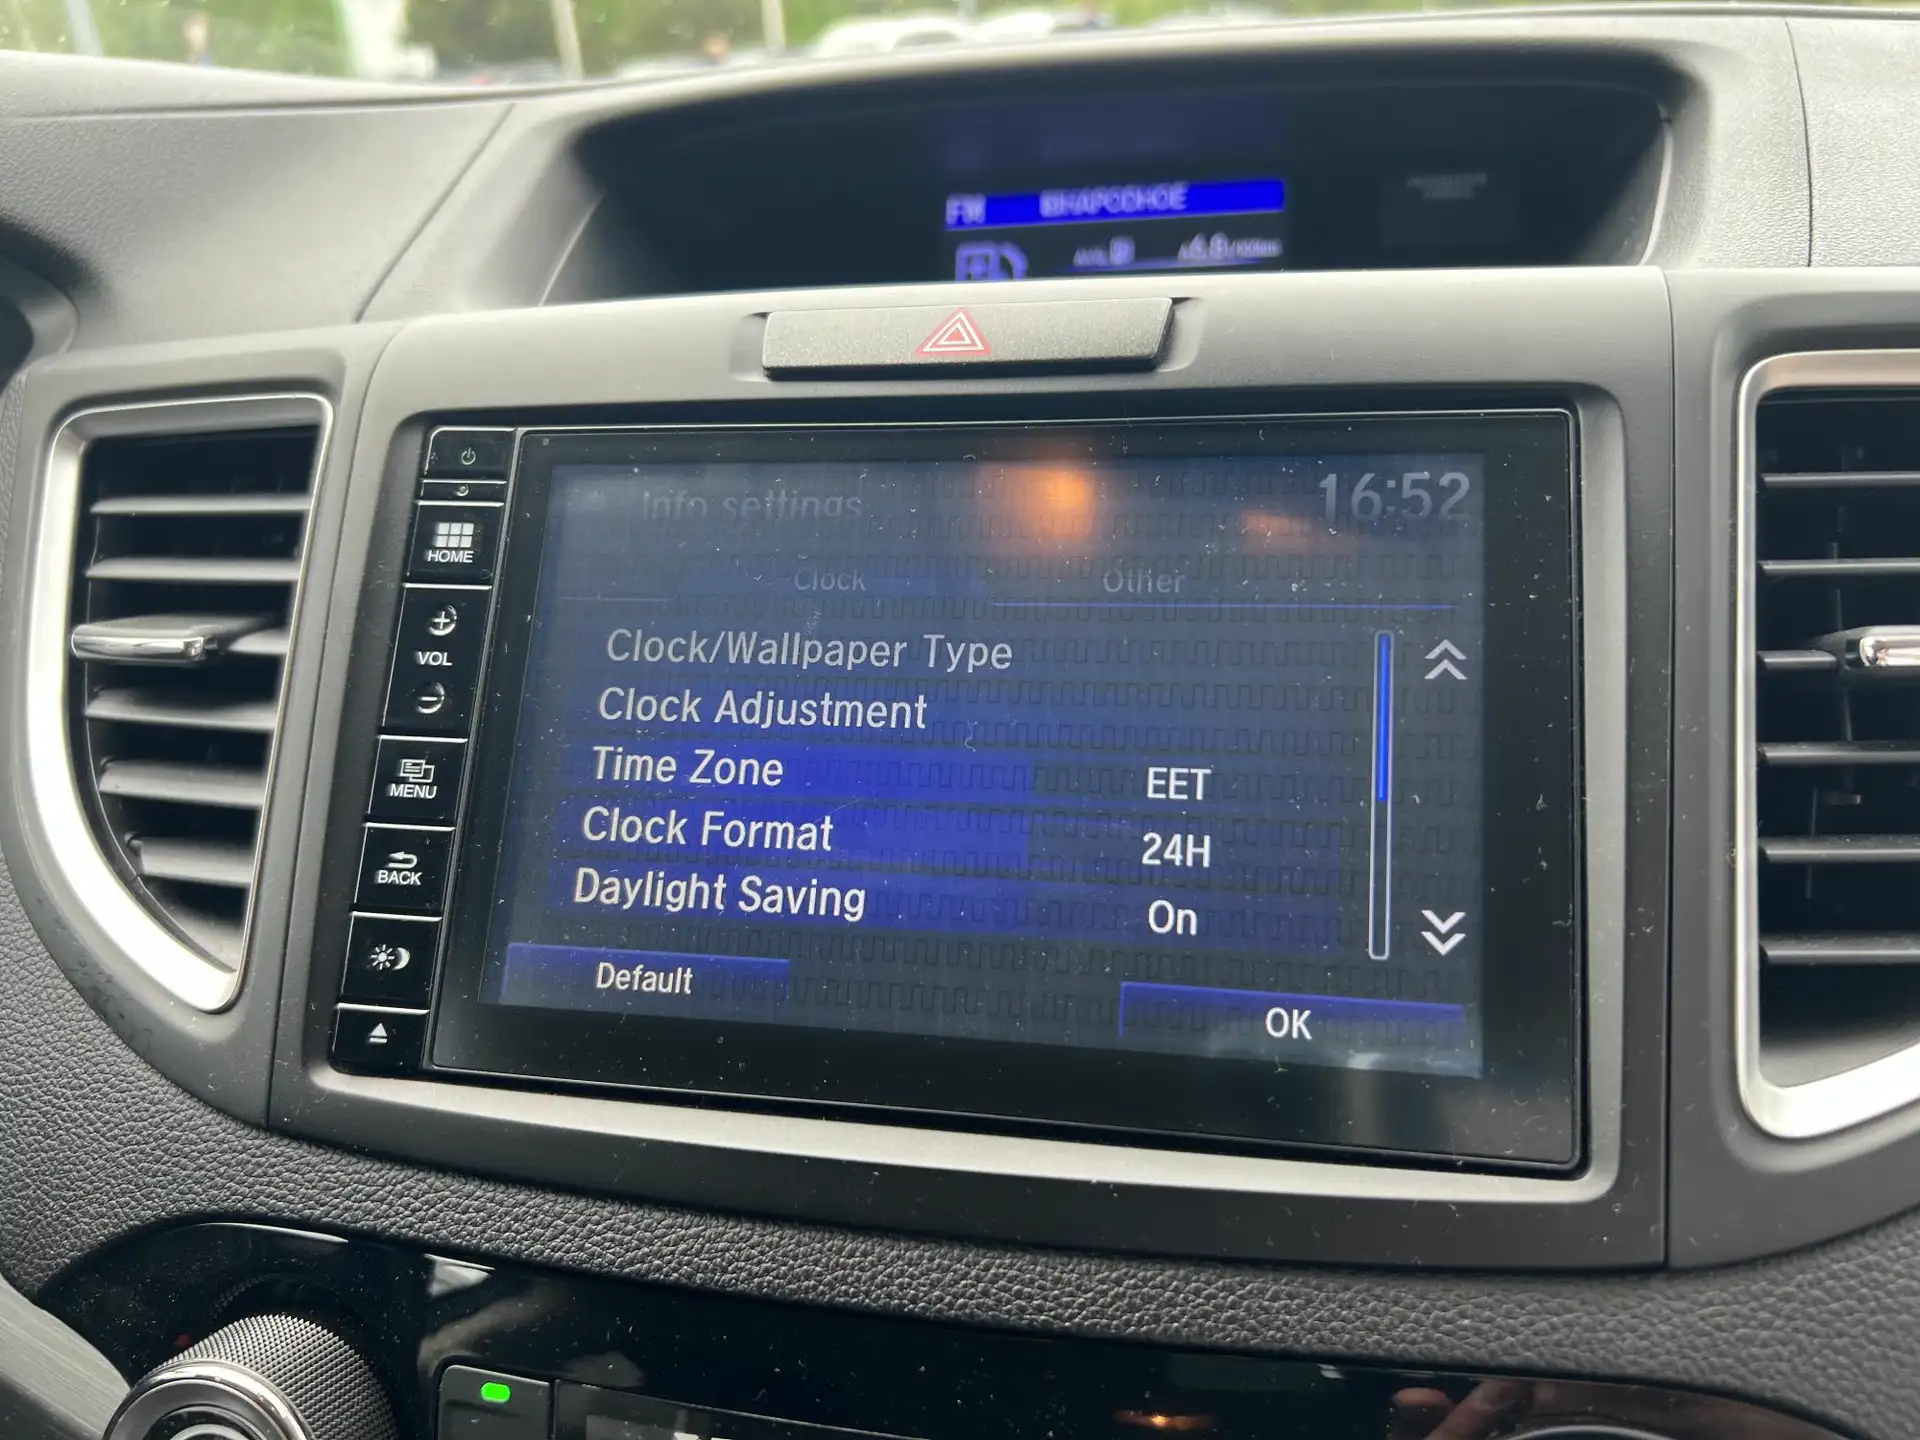 FM
Info settings
16:52
Clock
Other
HOME
VOL
MENU
BACK
Clock/Wallpaper Type
Clock Adjustment
Time Zone EET
Clock Format 24H
Daylight Saving On
Default
OK